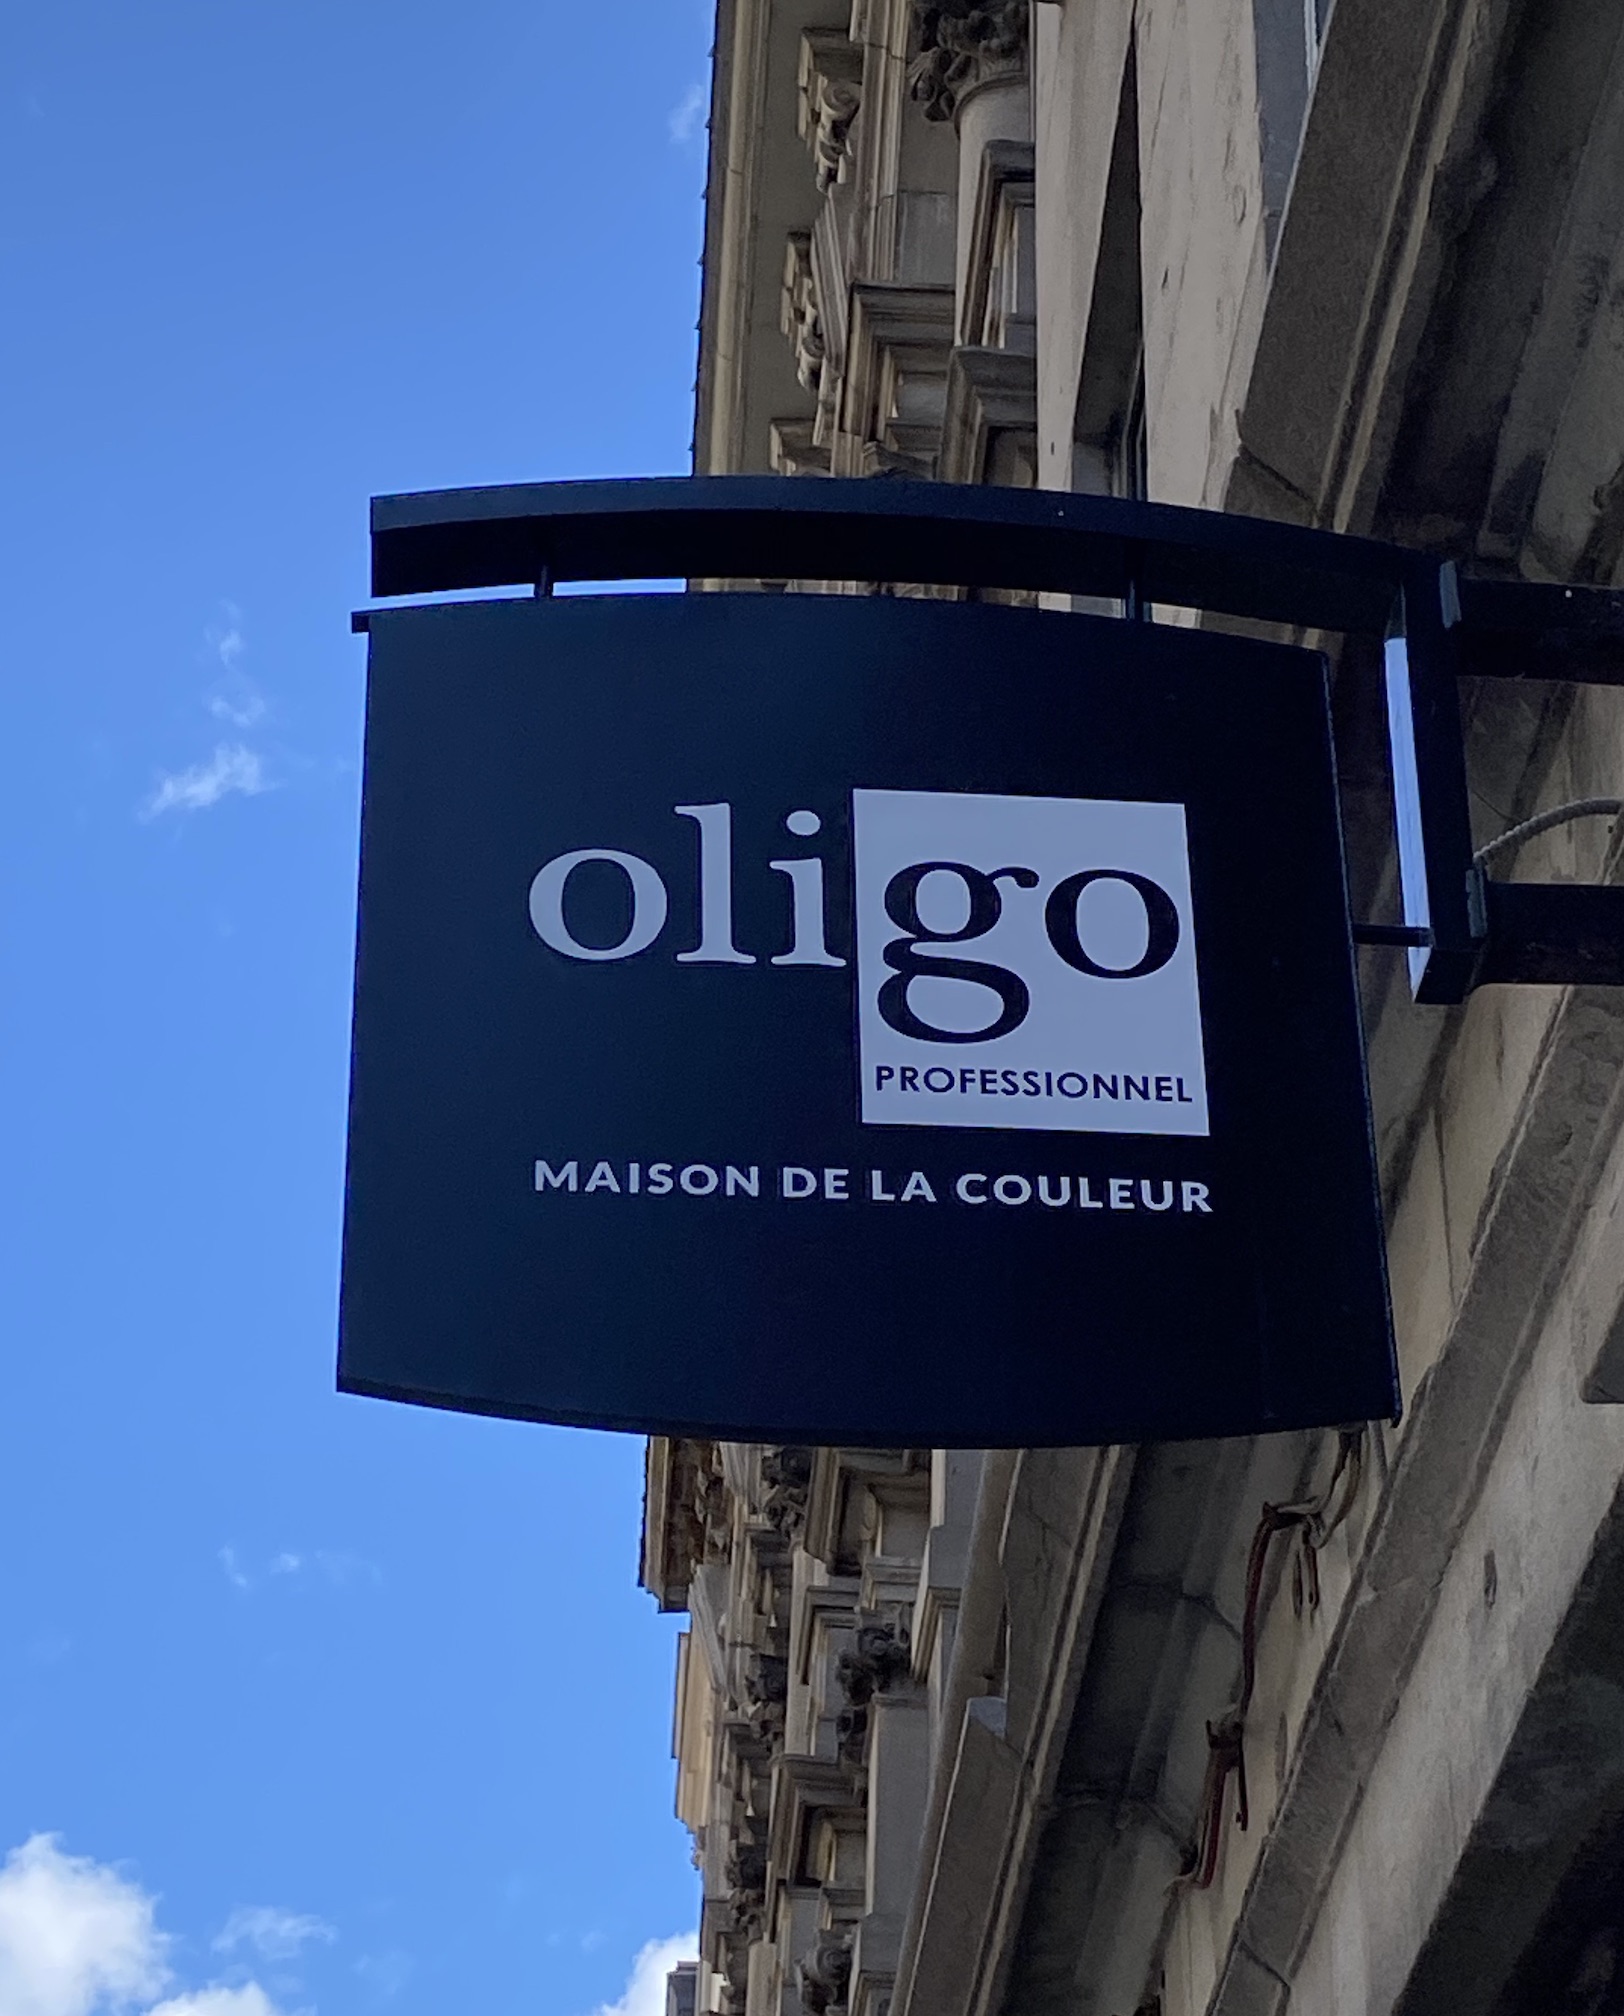 oligo
PROFESSIONNEL
MAISON DE LA COULEUR